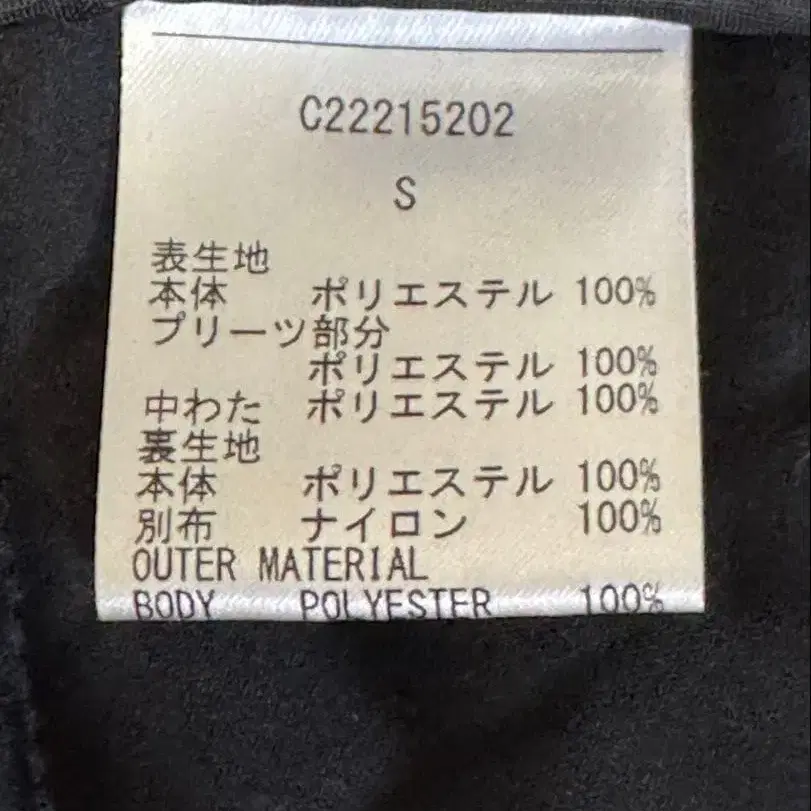 C22215202
S
表生地
本体 ポリエステル 100%
プリーツ部分
ポリエステル 100%
中わた ポリエステル 100%
裏生地
本体 ポリエステル 100%
別布 ナイロン 100%
OUTER MATERIAL
BODY POLYESTER 100%